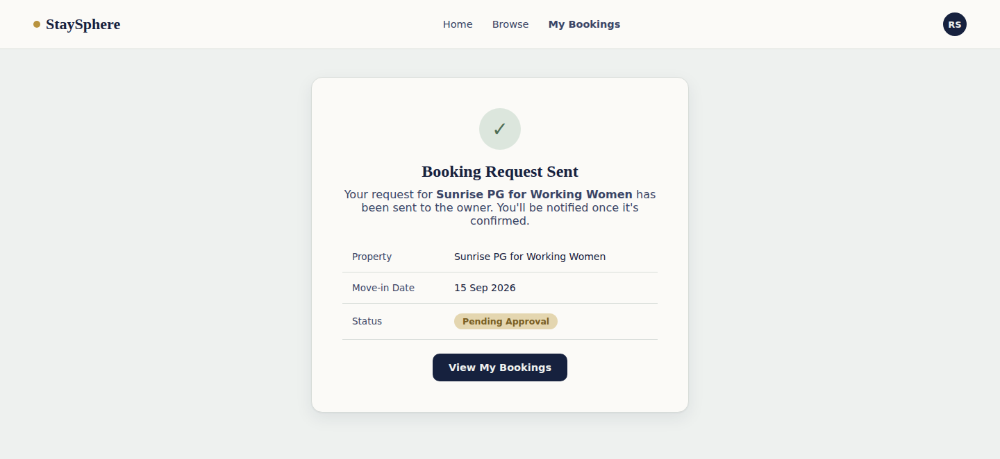 StaySphere
Home Browse My Bookings
RS
✓
Booking Request Sent
Your request for Sunrise PG for Working Women has
been sent to the owner. You'll be notified once it's
confirmed.
Property Sunrise PG for Working Women
Move-in Date 15 Sep 2026
Status Pending Approval
View My Bookings